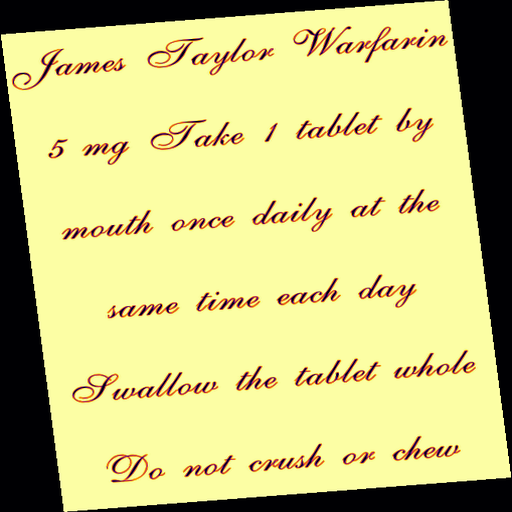 James Taylor Warfarin
5 mg Take 1 tablet by
mouth once daily at the
same time each day
Swallow the tablet whole
Do not crush or chew